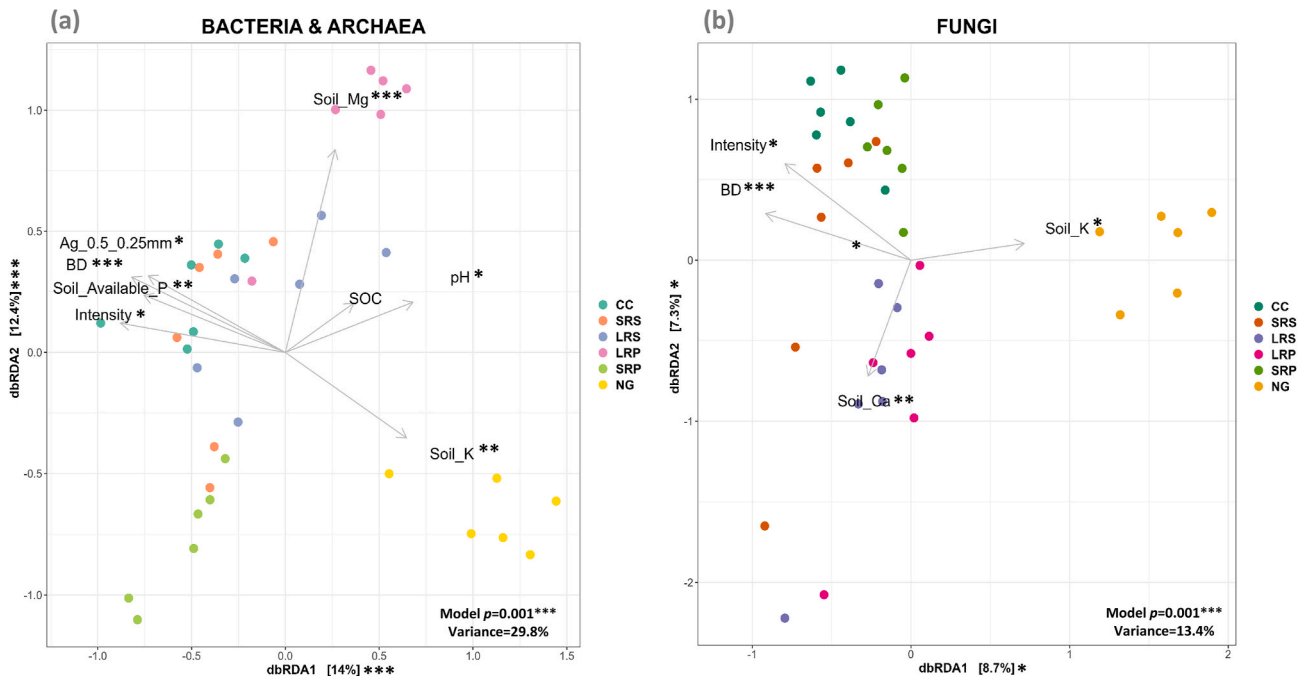 (a)
BACTERIA & ARCHAEA
dbRDA2 [12.4%]***
1.0
0.5
0.0
-0.5
-1.0
Soil_Mg***
Ag_0.5_0.25mm*
BD***
Soil_Available_P**
Intensity*
SOC
pH*
Soil_K**
Model p=0.001***
Variance=29.8%
-1.0 -0.5 0.0 0.5 1.0 1.5
dbRDA1 [14%]***
CC
SRS
LRS
LRP
SRP
NG
(b)
FUNGI
dbRDA2 [7.3%]*
1
0
-1
-2
Intensity*
BD***
*
Soil_K*
Soil_Ca**
Model p=0.001***
Variance=13.4%
-1 0 1 2
dbRDA1 [8.7%]*
CC
SRS
LRS
LRP
SRP
NG